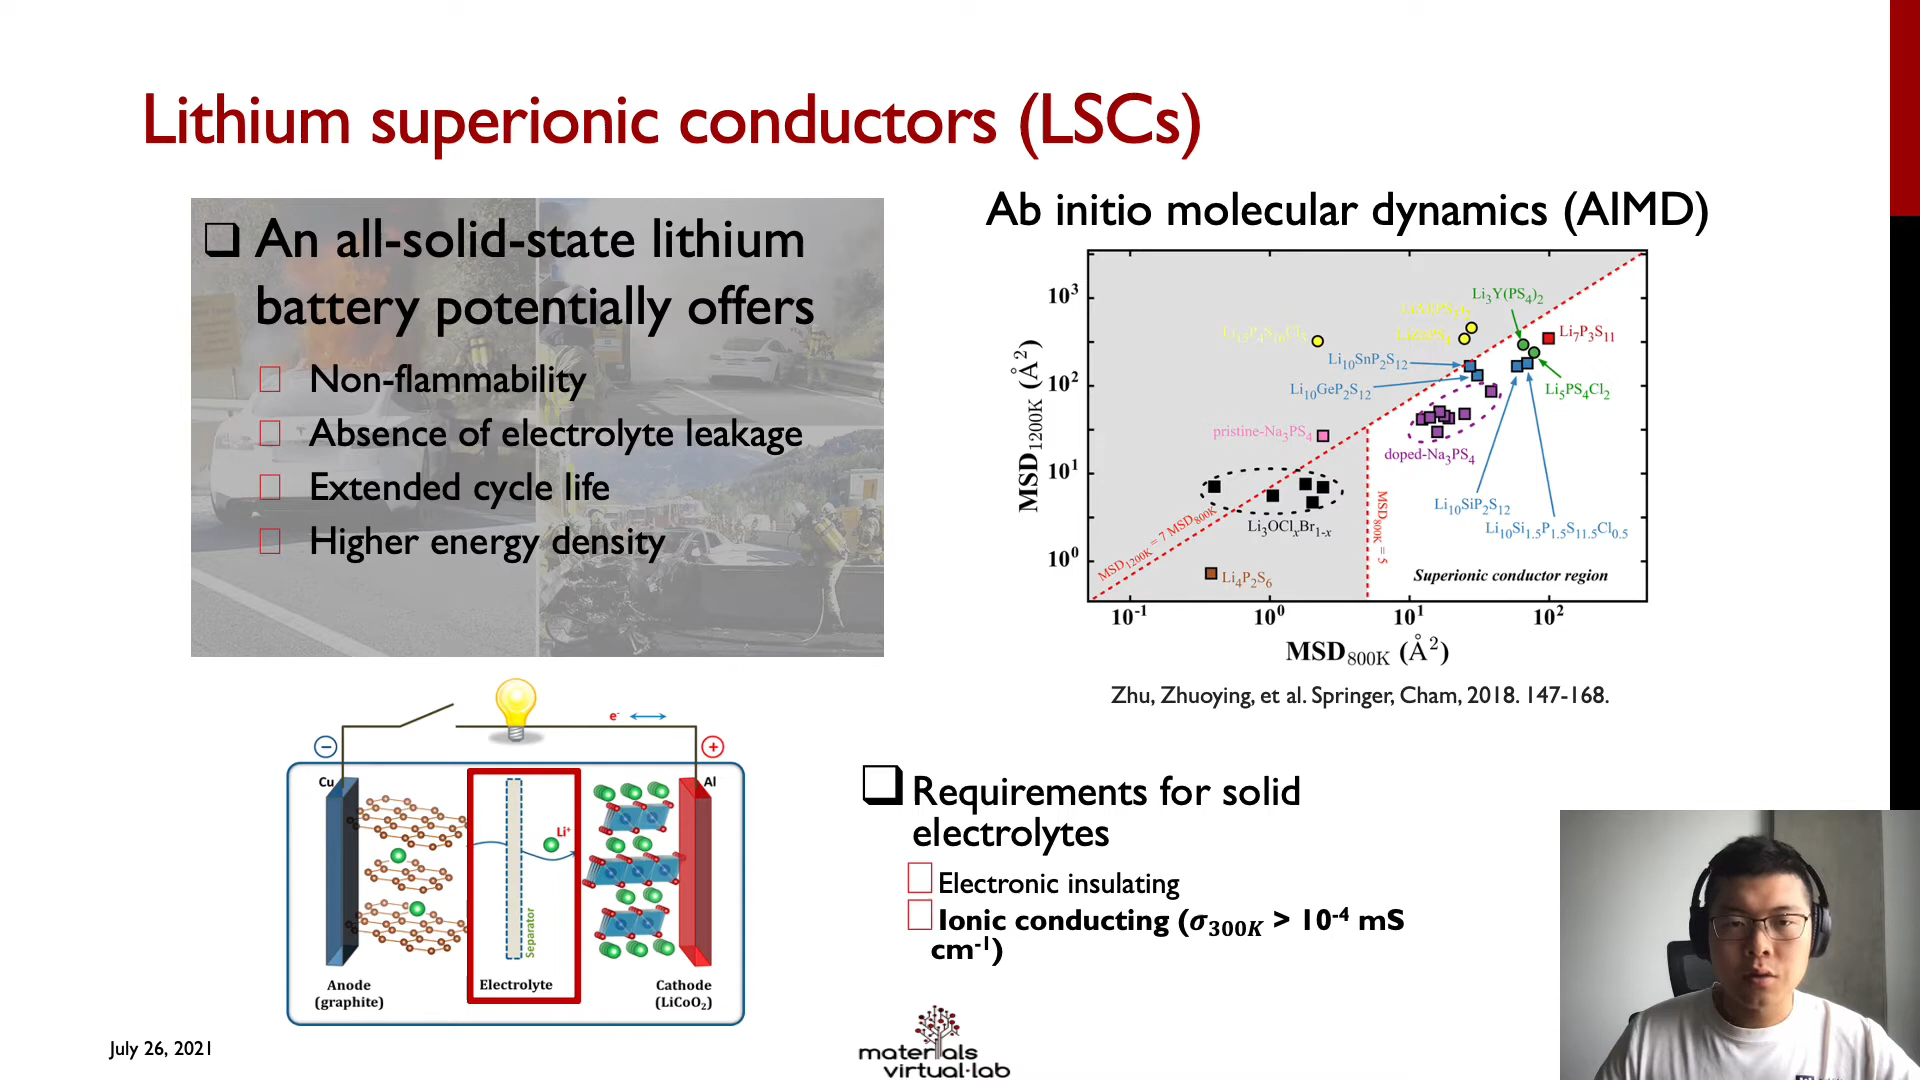 Lithium superionic conductors (LSCs)
An all-solid-state lithium
battery potentially offers
Non-flammability
Absence of electrolyte leakage
Extended cycle life
Higher energy density
Ab initio molecular dynamics (AIMD)
MSD1200K (Å²)
10³
10²
10¹
10⁰
Li₃Y(PS₄)₂
LiZnPS₄
Li₇P₃S₁₁
Li₁₀SnP₂S₁₂
Li₁₀GeP₂S₁₂
Li₅PS₄Cl₂
pristine-Na₃PS₄
doped-Na₃PS₄
Li₁₀SiP₂S₁₂
Li₁₀Si₁.₅P₁.₅S₁₁.₅Cl₀.₅
Li₃OClₓBr₁₋ₓ
MSD1200K = 7 MSD800K
MSD800K = 5
Li₄P₂S₆
Superionic conductor region
10⁻¹ 10⁰ 10¹ 10²
MSD800K (Å²)
Zhu, Zhuoying, et al. Springer, Cham, 2018. 147-168.
e⁻
− +
Cu Al
Li⁺
Separator
Anode
(graphite)
Electrolyte
Cathode
(LiCoO₂)
Requirements for solid
electrolytes
Electronic insulating
Ionic conducting (σ300K > 10⁻⁴ mS
cm⁻¹)
July 26, 2021
materials
virtual·lab